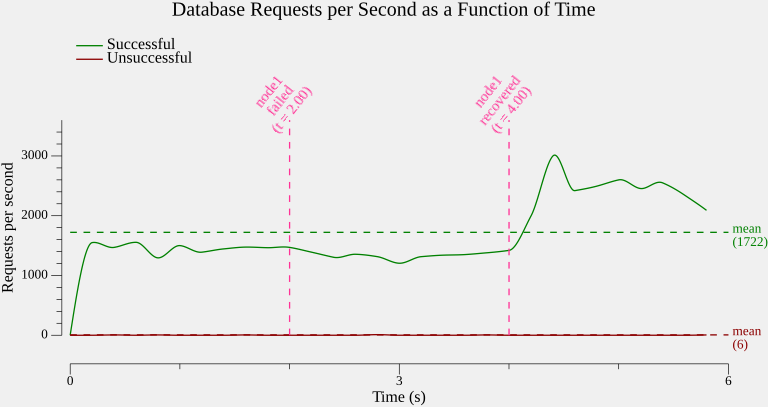 Database Requests per Second as a Function of Time
Successful
Unsuccessful
node1
failed
(t = 2.00)
node1
recovered
(t = 4.00)
Requests per second
3000
2000
1000
0
mean
(1722)
mean
(6)
0
3
6
Time (s)